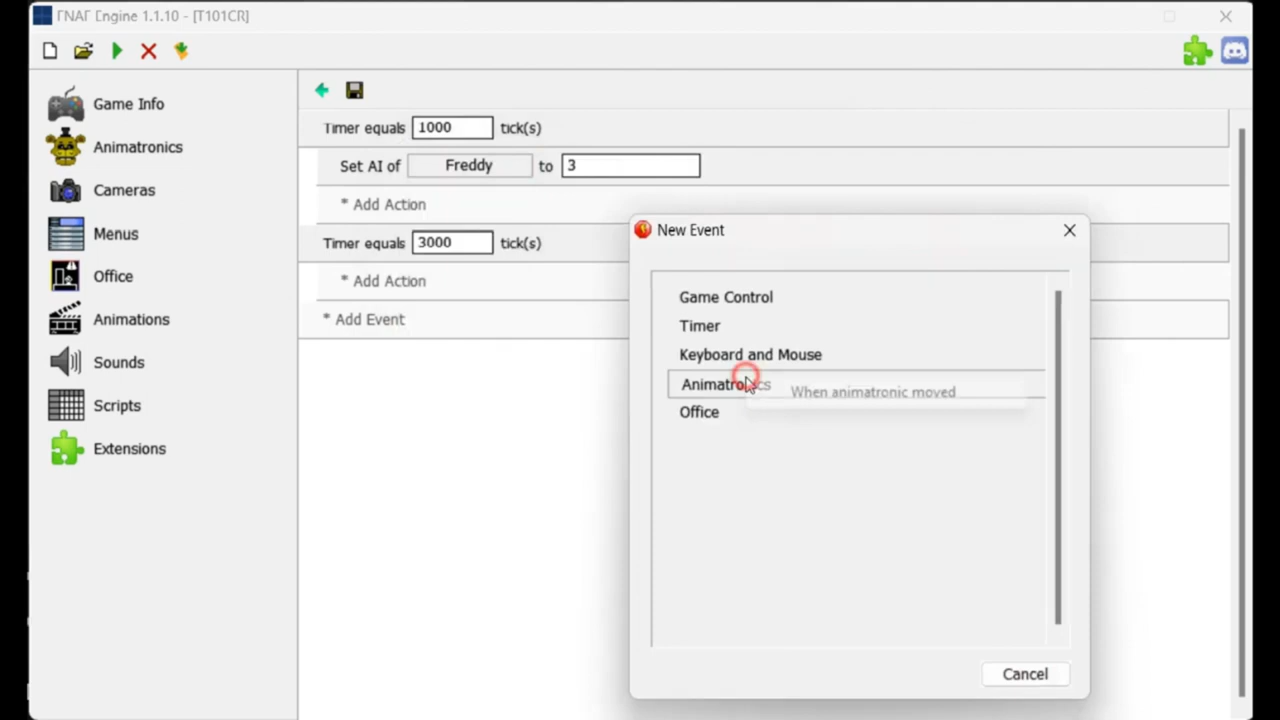 ГNАГ Engine 1.1.10 - [T101CR]
Game Info
Animatronics
Cameras
Menus
Office
Animations
Sounds
Scripts
Extensions
Timer equals 1000 tick(s)
Set AI of Freddy to 3
* Add Action
Timer equals 3000 tick(s)
* Add Action
* Add Event
New Event
Game Control
Timer
Keyboard and Mouse
Animatronics
When animatronic moved
Office
Cancel